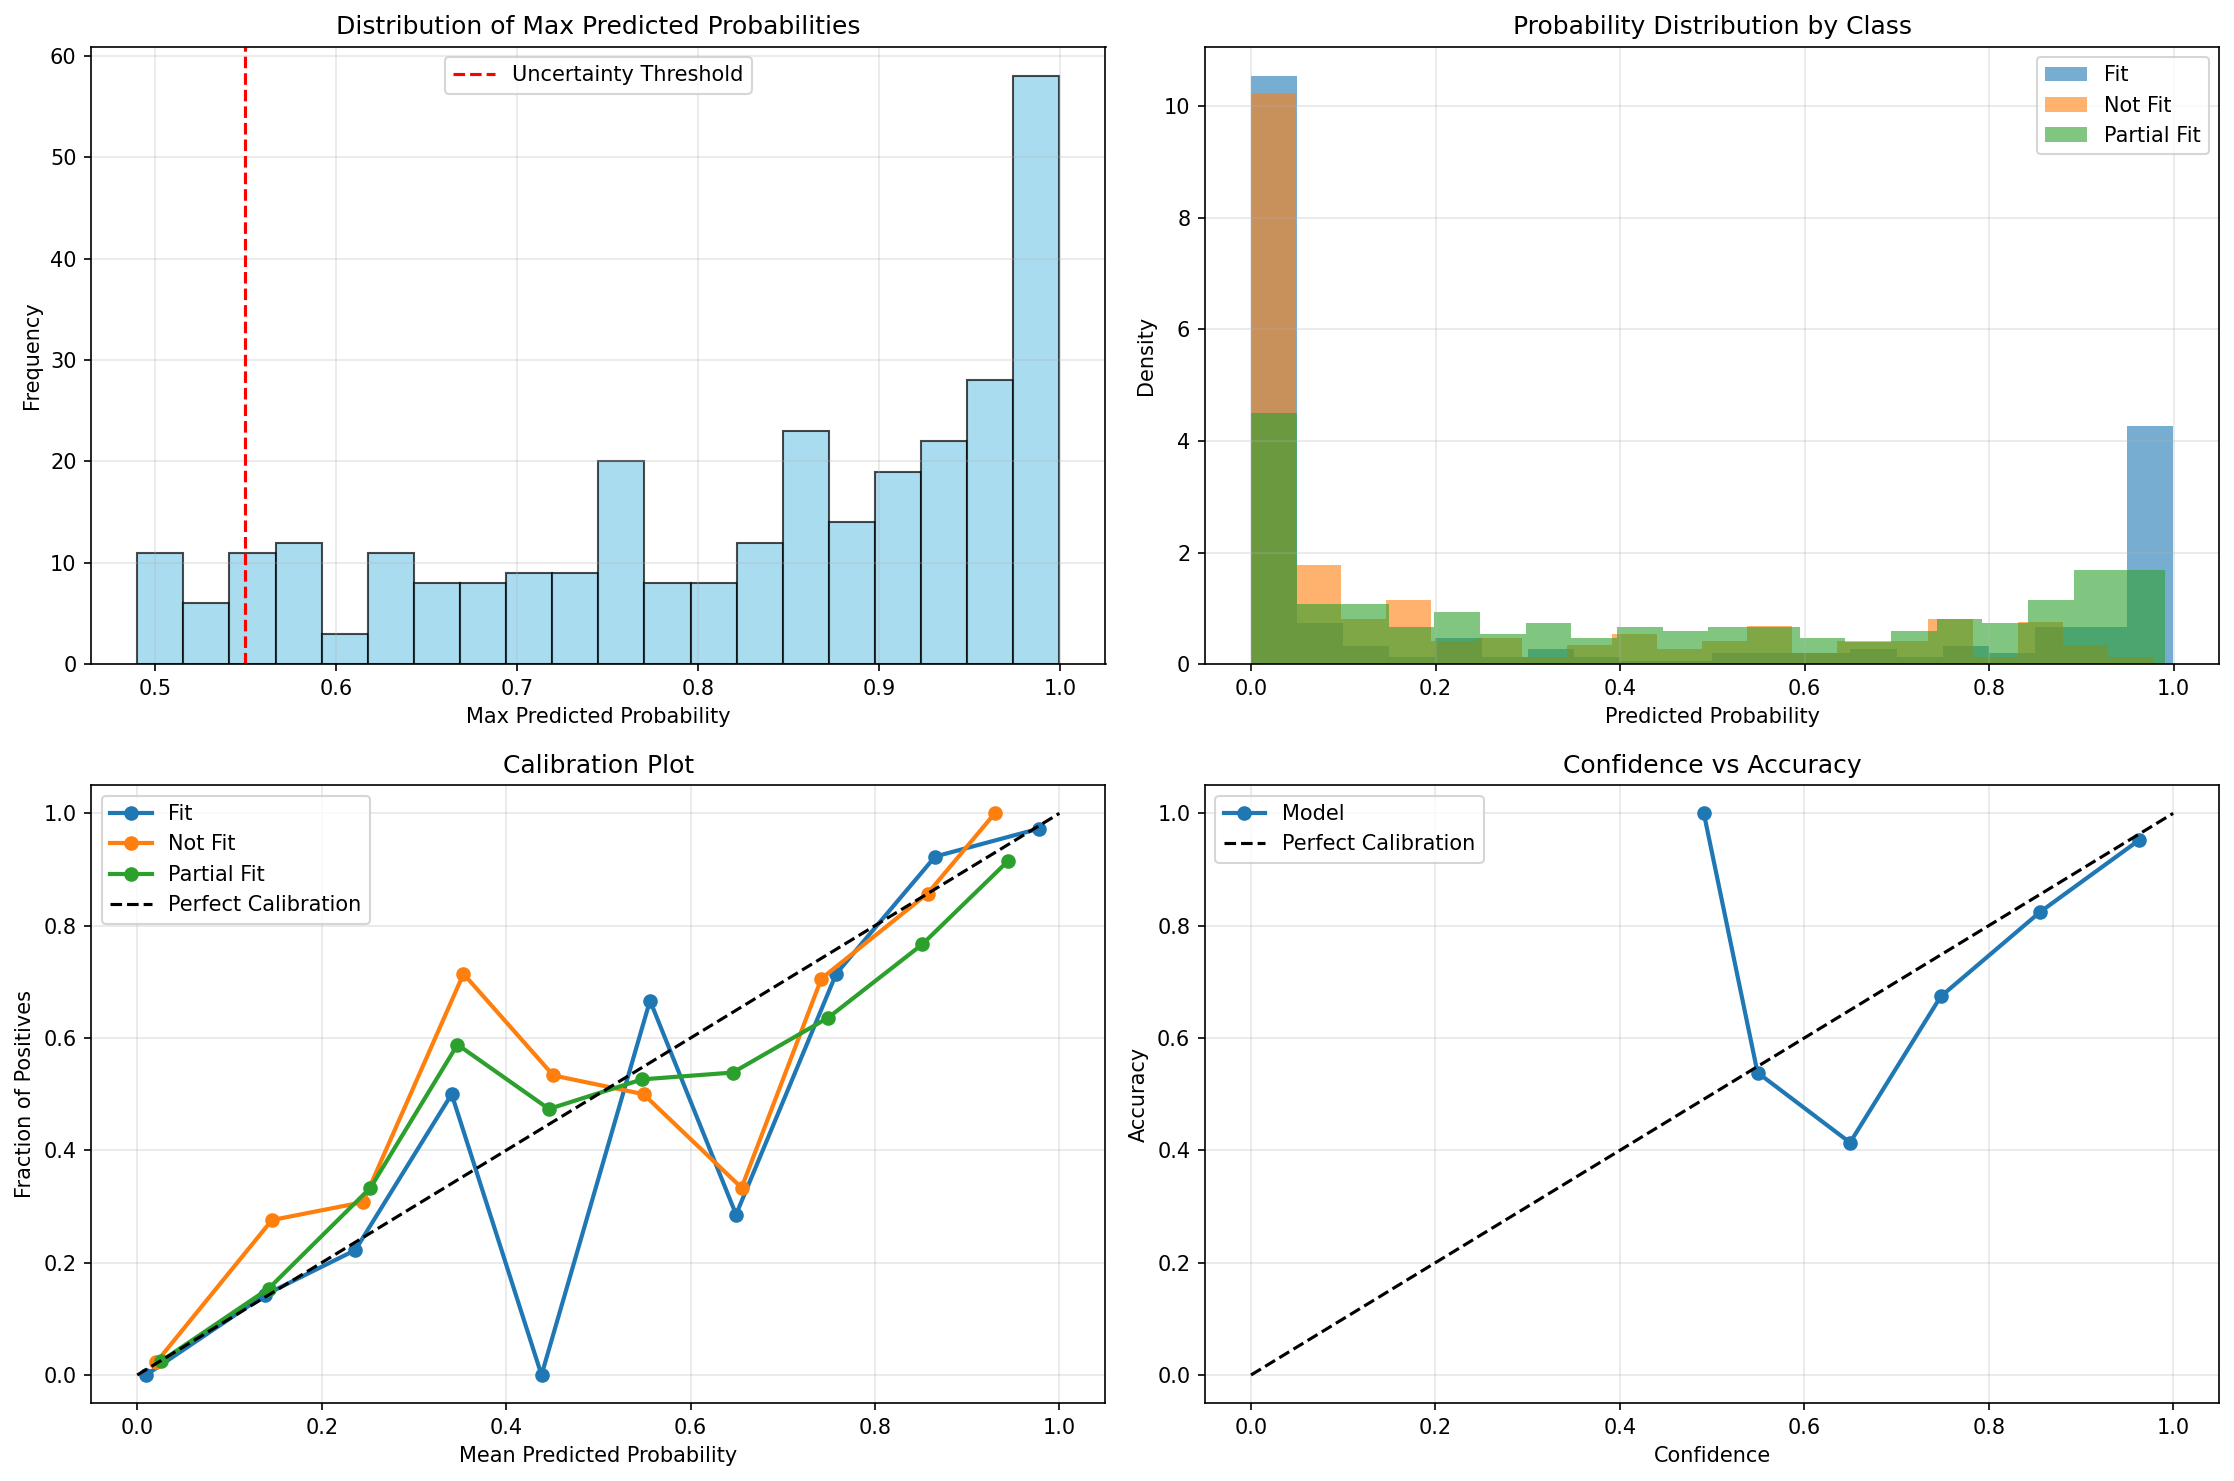 Distribution of Max Predicted Probabilities
Uncertainty Threshold
Frequency
60
50
40
30
20
10
0
0.5 0.6 0.7 0.8 0.9 1.0
Max Predicted Probability
Probability Distribution by Class
Fit
Not Fit
Partial Fit
Density
10
8
6
4
2
0
0.0 0.2 0.4 0.6 0.8 1.0
Predicted Probability
Calibration Plot
Fit
Not Fit
Partial Fit
Perfect Calibration
Fraction of Positives
1.0
0.8
0.6
0.4
0.2
0.0
0.0 0.2 0.4 0.6 0.8 1.0
Mean Predicted Probability
Confidence vs Accuracy
Model
Perfect Calibration
Accuracy
1.0
0.8
0.6
0.4
0.2
0.0
0.0 0.2 0.4 0.6 0.8 1.0
Confidence